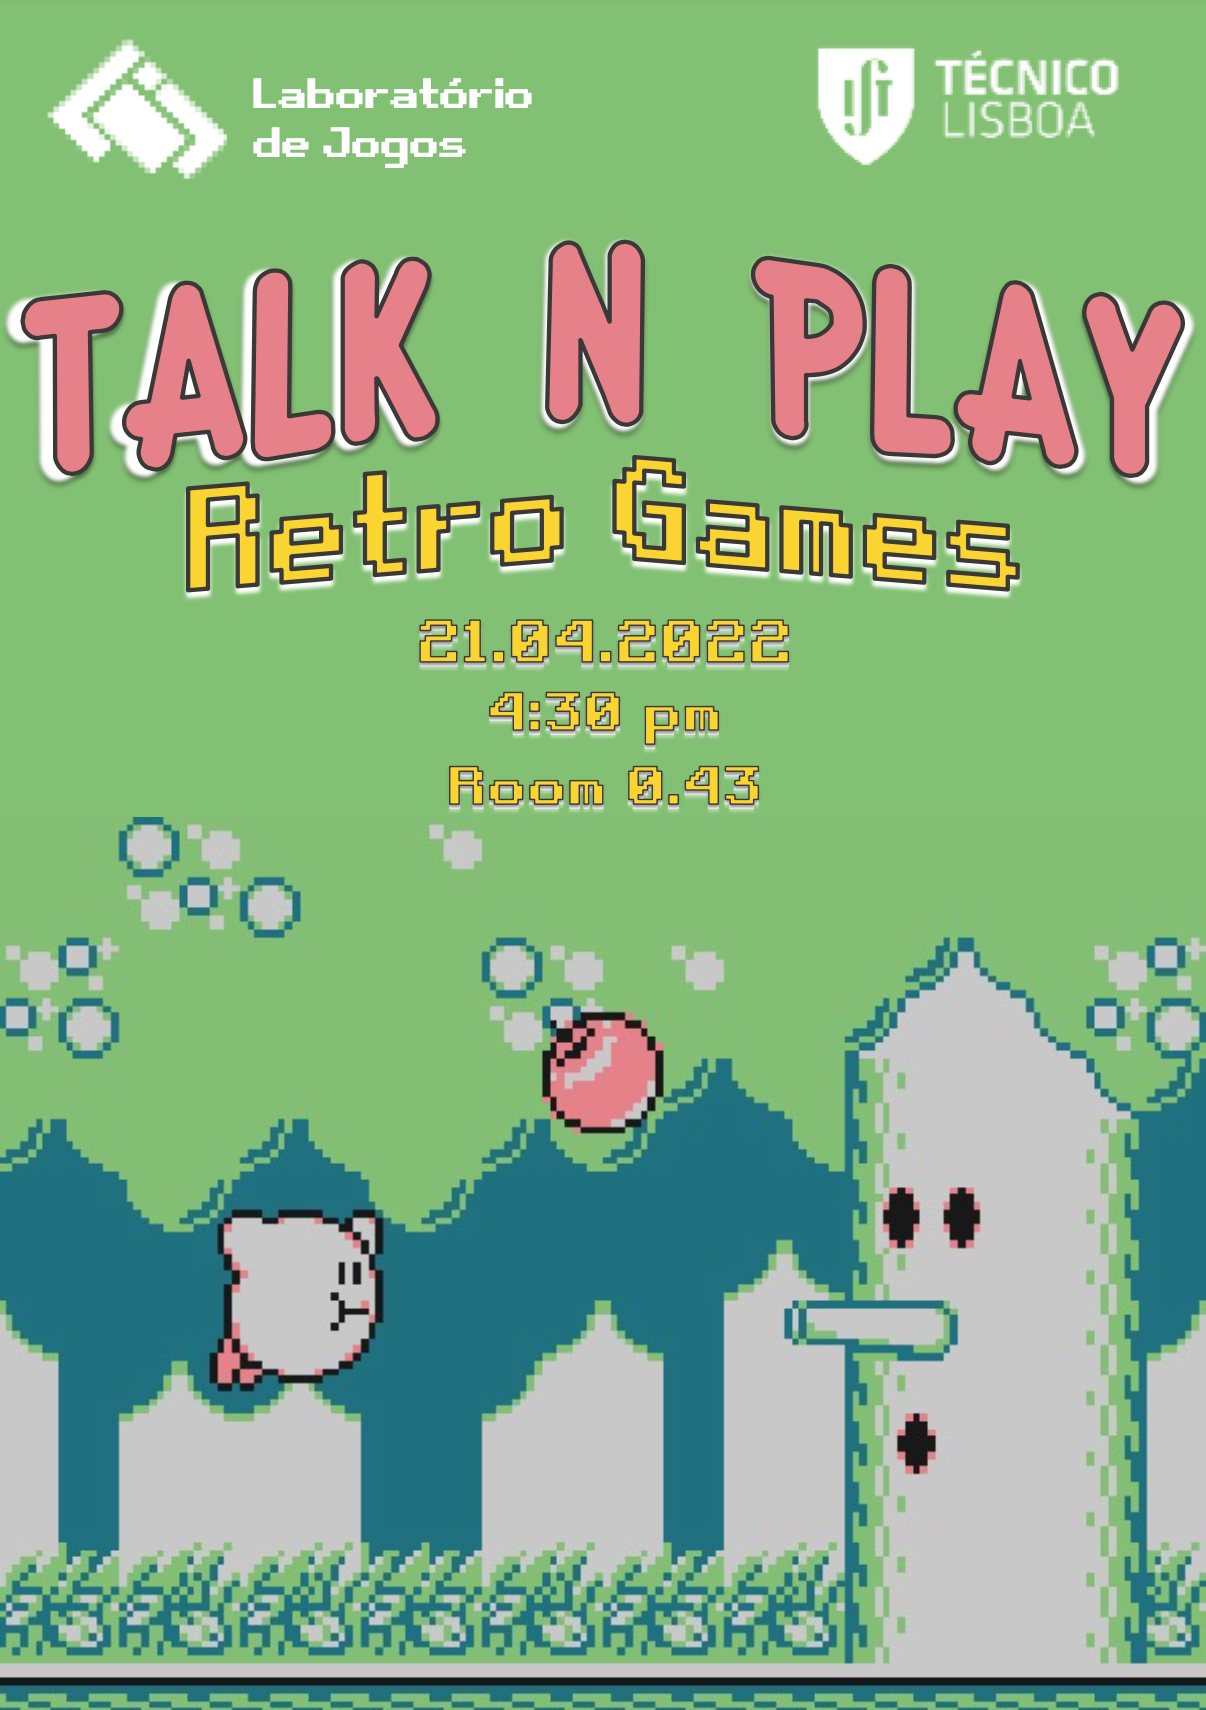 Laboratório
de Jogos
TÉCNICO
LISBOA
TALK N PLAY
Retro Games
21.04.2022
4:30 pm
Room 0.43